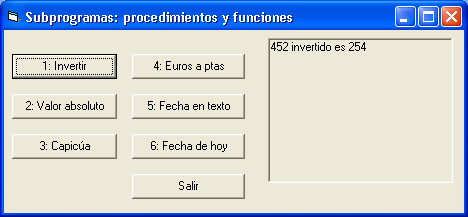 Subprogramas: procedimientos y funciones
1: Invertir
4: Euros a ptas
452 invertido es 254
2: Valor absoluto
5: Fecha en texto
3: Capicúa
6: Fecha de hoy
Salir